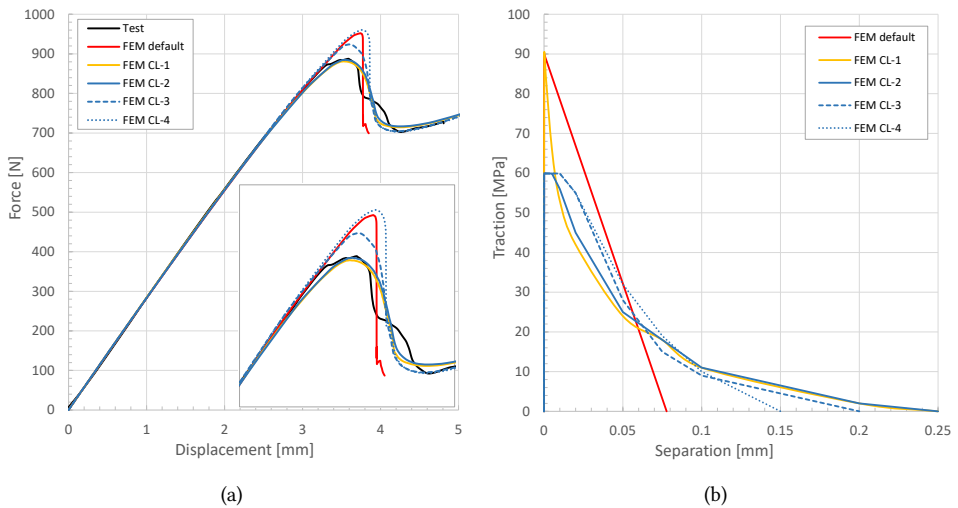 Force [N]
1000
900
800
700
600
500
400
300
200
100
0
Test
FEM default
FEM CL-1
FEM CL-2
FEM CL-3
FEM CL-4
0 1 2 3 4 5
Displacement [mm]
(a)
Traction [MPa]
100
90
80
70
60
50
40
30
20
10
0
FEM default
FEM CL-1
FEM CL-2
FEM CL-3
FEM CL-4
0 0.05 0.1 0.15 0.2 0.25
Separation [mm]
(b)